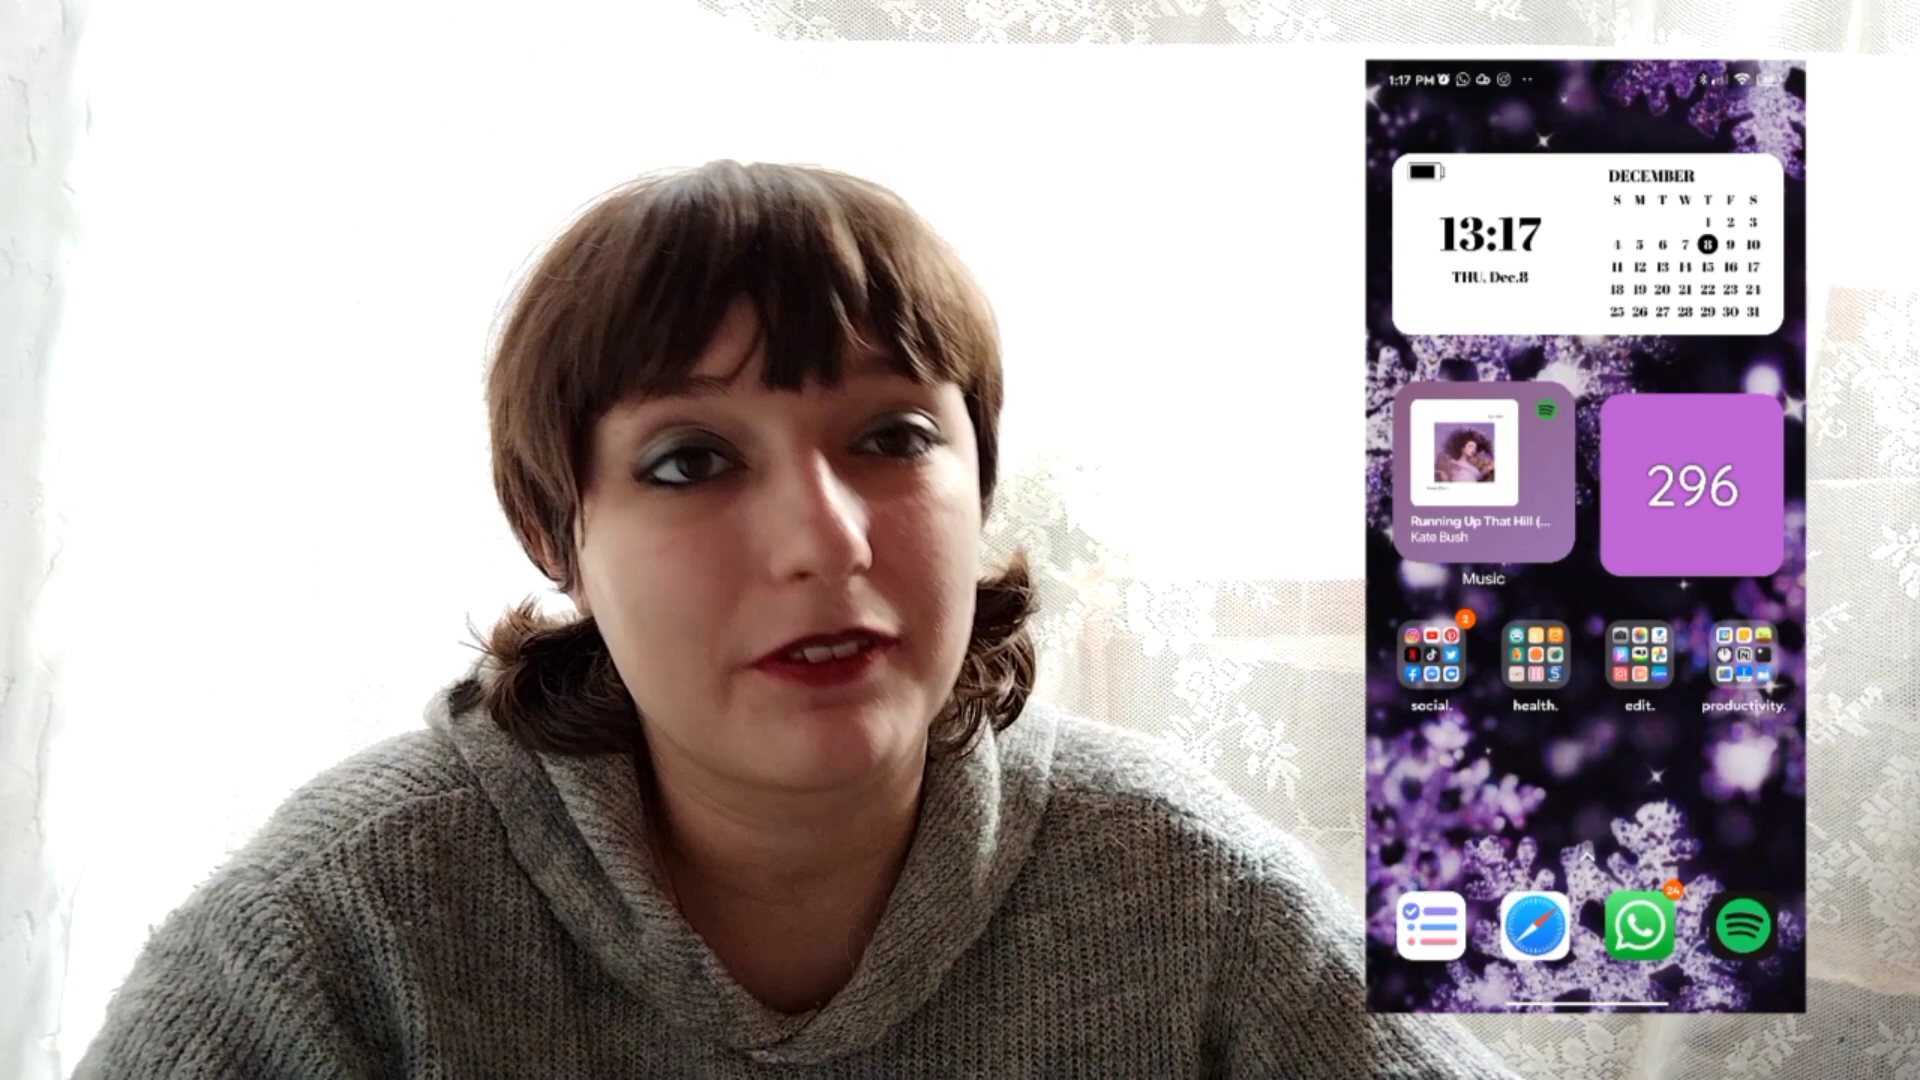 1:17 PM
DECEMBER
S M T W T F S
1 2 3
4 5 6 7 8 9 10
11 12 13 14 15 16 17
18 19 20 21 22 23 24
25 26 27 28 29 30 31
13:17
THU, Dec.8
Running Up That Hill (...
Kate Bush
Music
296
2
social.
health.
edit.
productivity.
24